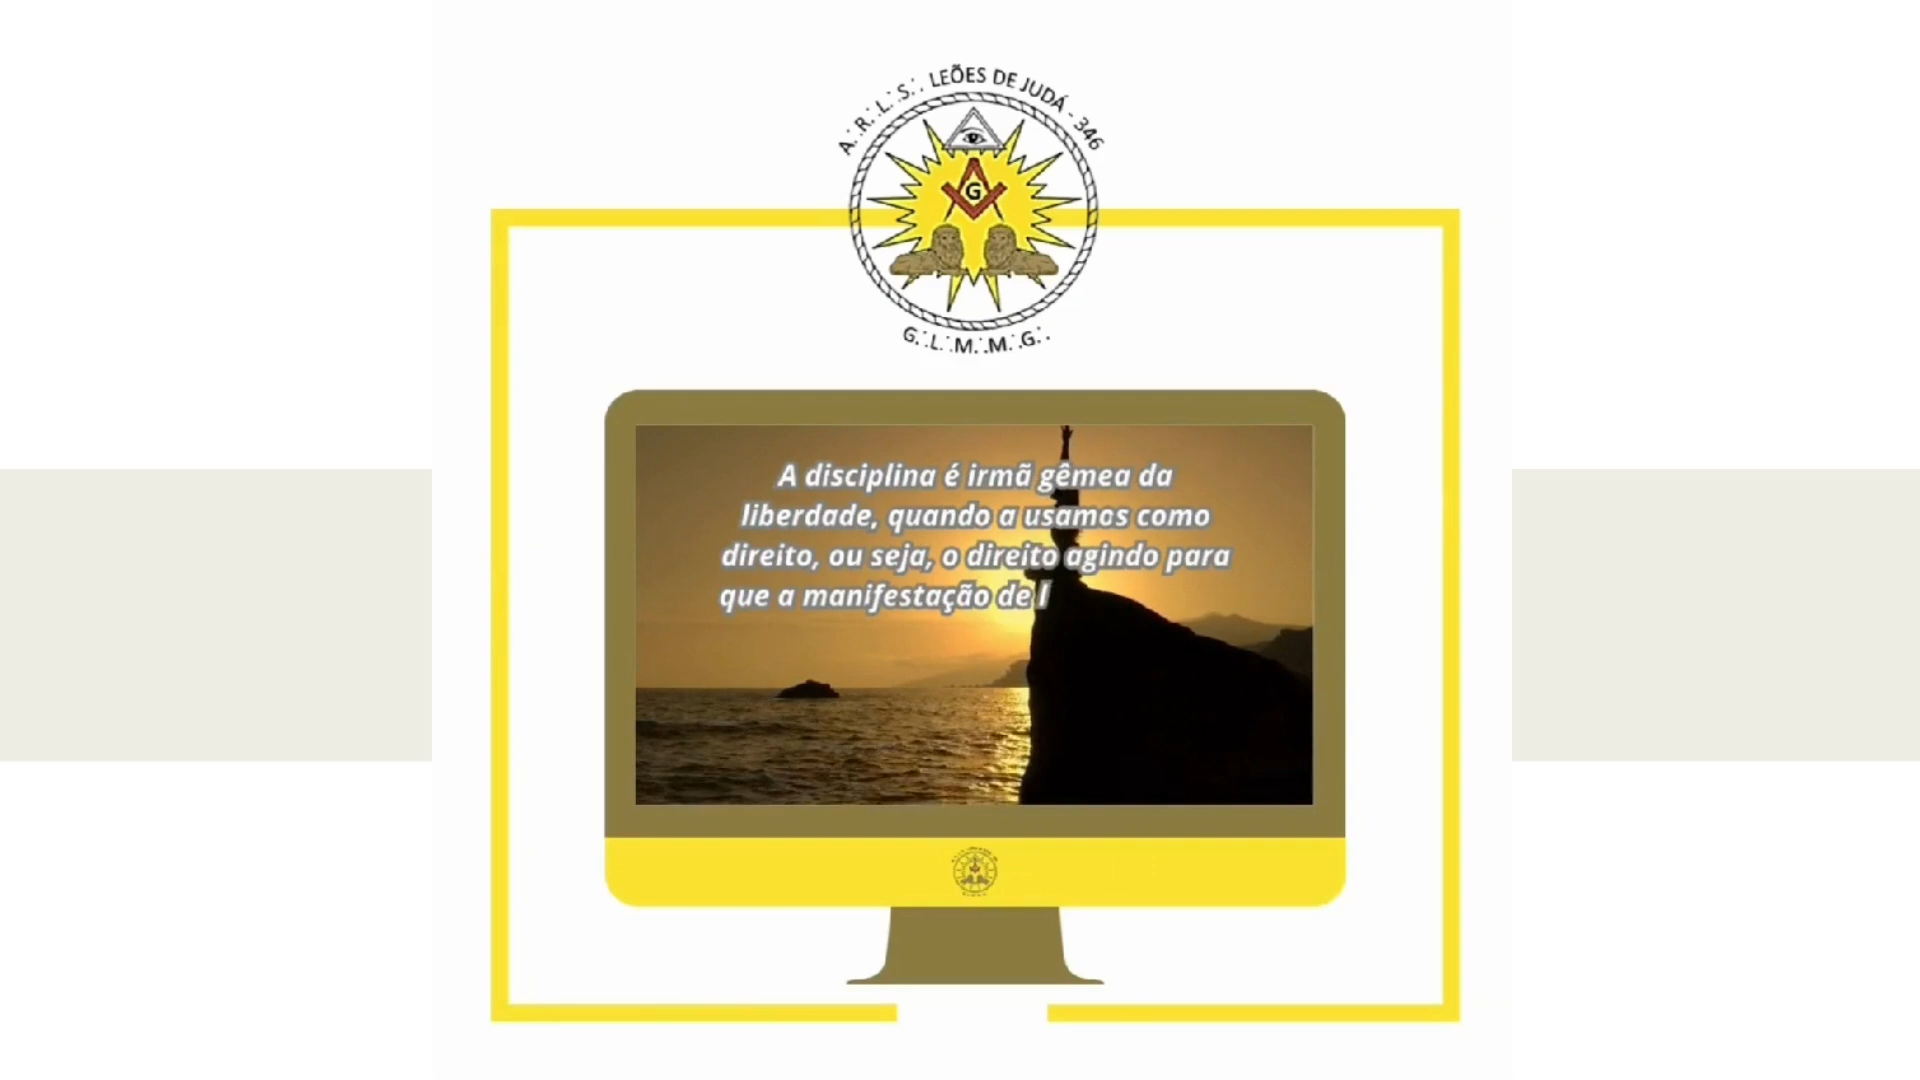 A∴R∴L∴S∴ LEÕES DE JUDÁ - 346
G
G∴L∴M∴M∴G∴
A disciplina é irmã gêmea da
liberdade, quando a usamos como
direito, ou seja, o direito agindo para
que a manifestação de l